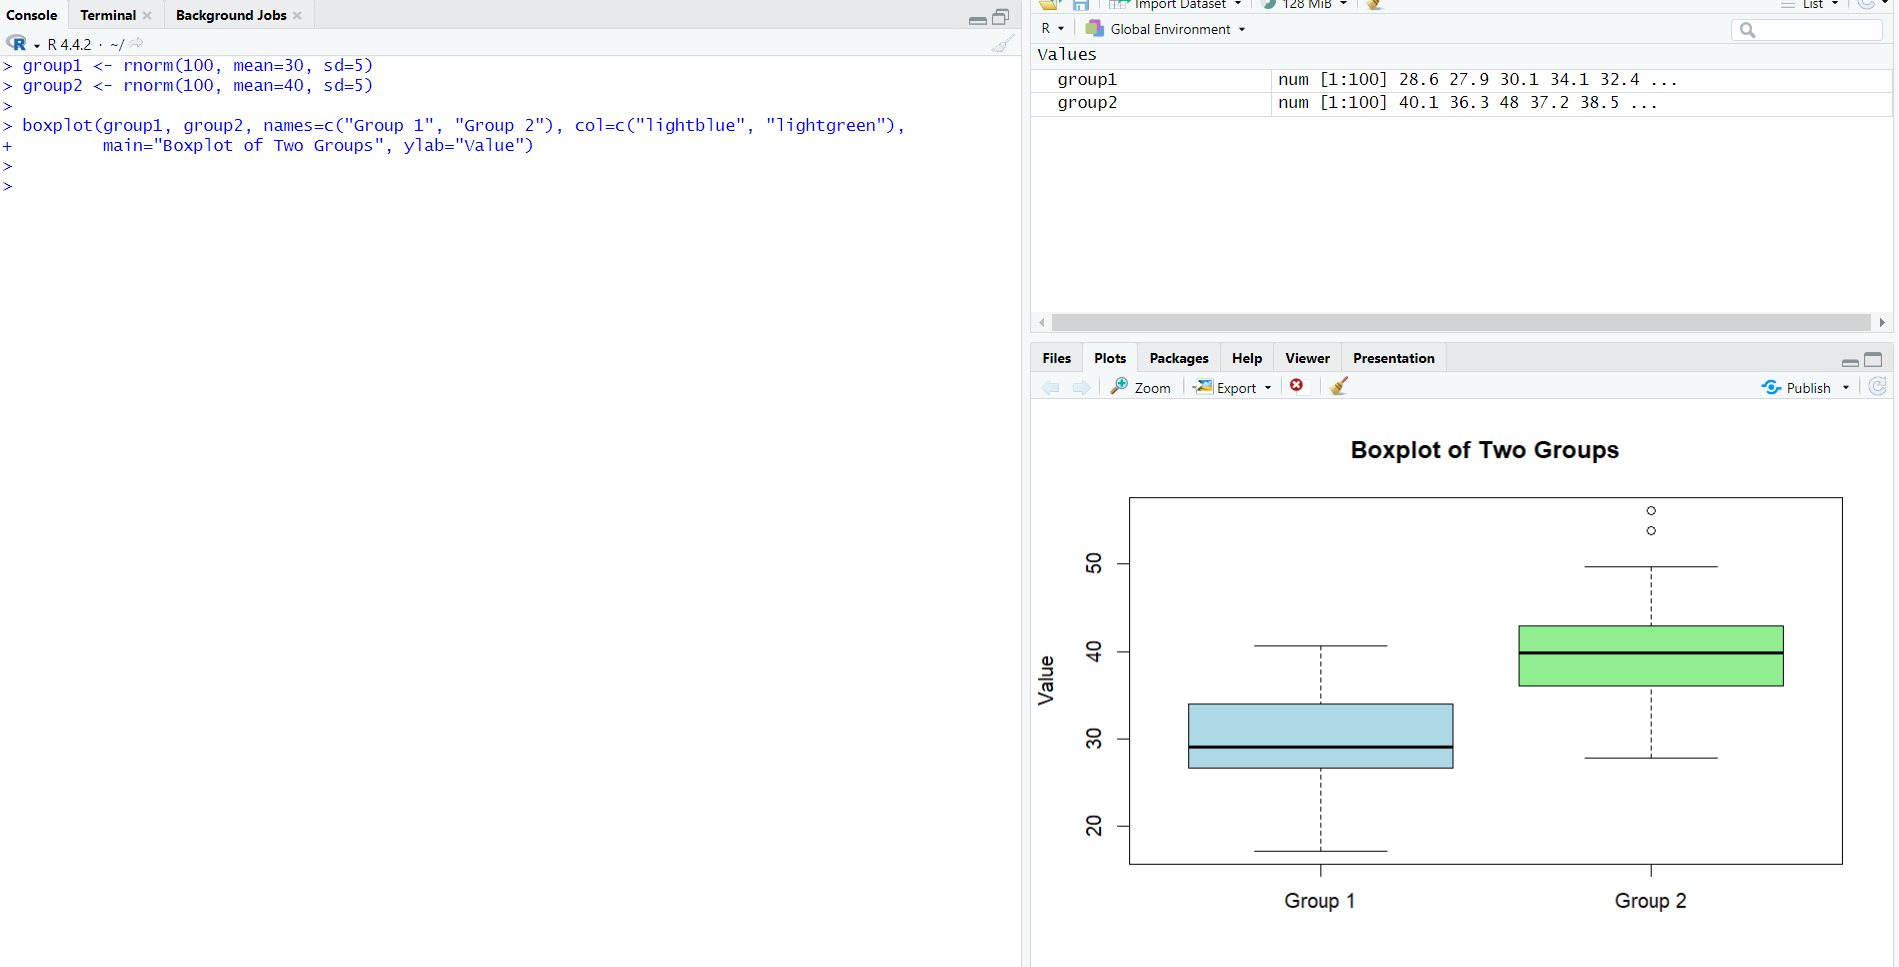 Console Terminal Background Jobs
R 4.4.2 · ~/
> group1 <- rnorm(100, mean=30, sd=5)
> group2 <- rnorm(100, mean=40, sd=5)
>
> boxplot(group1, group2, names=c("Group 1", "Group 2"), col=c("lightblue", "lightgreen"),
+         main="Boxplot of Two Groups", ylab="Value")
>
>
Import Dataset 128 MiB List
R Global Environment
Values
group1 num [1:100] 28.6 27.9 30.1 34.1 32.4 ...
group2 num [1:100] 40.1 36.3 48 37.2 38.5 ...
Files Plots Packages Help Viewer Presentation
Zoom Export Publish
Boxplot of Two Groups
Value
50
40
30
20
Group 1 Group 2